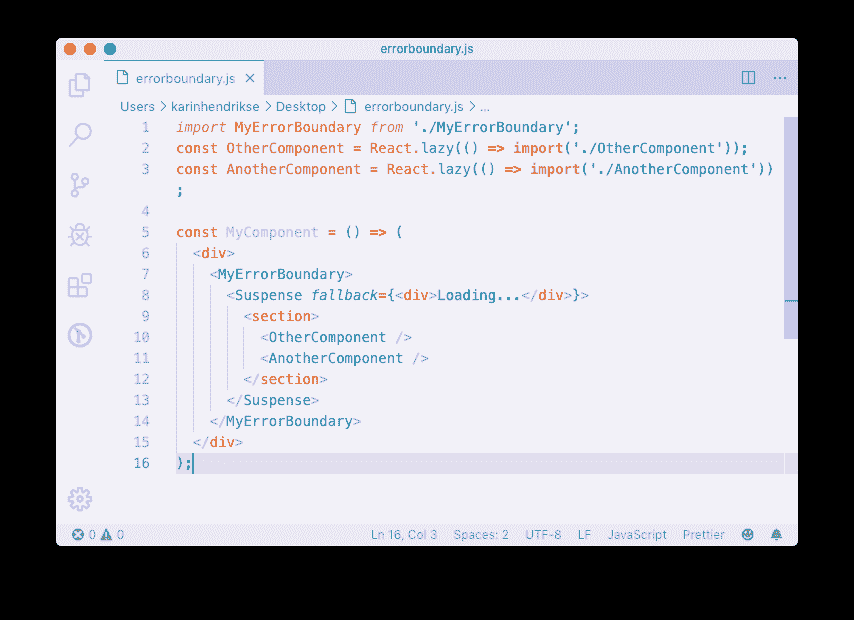 errorboundary.js
errorboundary.js ×
Users > karinhendrikse > Desktop > errorboundary.js > ...
1 import MyErrorBoundary from './MyErrorBoundary';
2 const OtherComponent = React.lazy(() => import('./OtherComponent'));
3 const AnotherComponent = React.lazy(() => import('./AnotherComponent'))
;
4
5 const MyComponent = () => (
6   <div>
7     <MyErrorBoundary>
8       <Suspense fallback={<div>Loading...</div>}>
9         <section>
10           <OtherComponent />
11           <AnotherComponent />
12         </section>
13       </Suspense>
14     </MyErrorBoundary>
15   </div>
16 );
0 0 Ln 16, Col 3 Spaces: 2 UTF-8 LF JavaScript Prettier